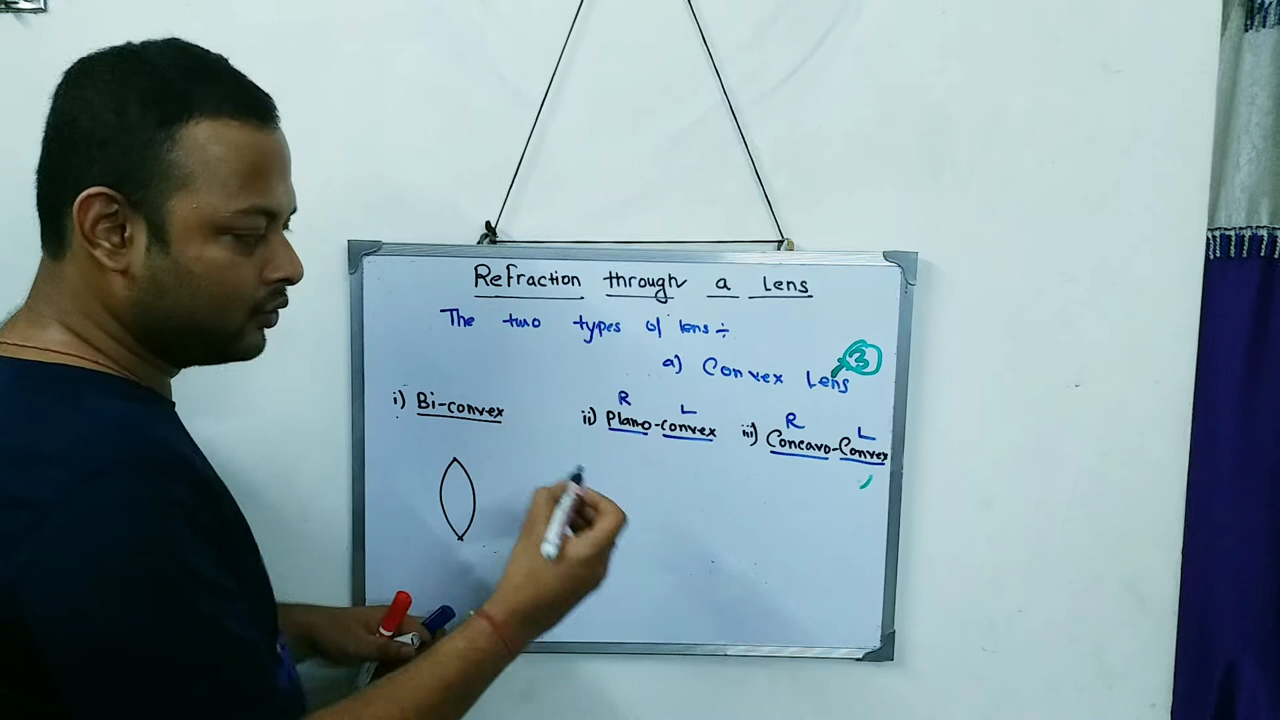 Refraction through a Lens
The two types of lens ÷
a) Convex Lens 3
R L R L
i) Bi-convex ii) Plano-convex iii) Concavo-Convex